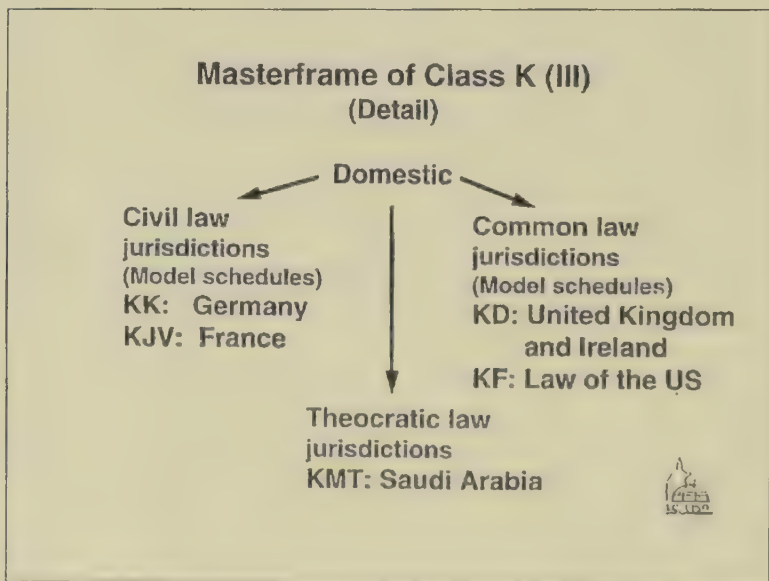 Masterframe of Class K (III)
(Detail)
Domestic
Civil law
jurisdictions
(Model schedules)
KK: Germany
KJV: France
Common law
jurisdictions
(Model schedules)
KD: United Kingdom
and Ireland
KF: Law of the US
Theocratic law
jurisdictions
KMT: Saudi Arabia